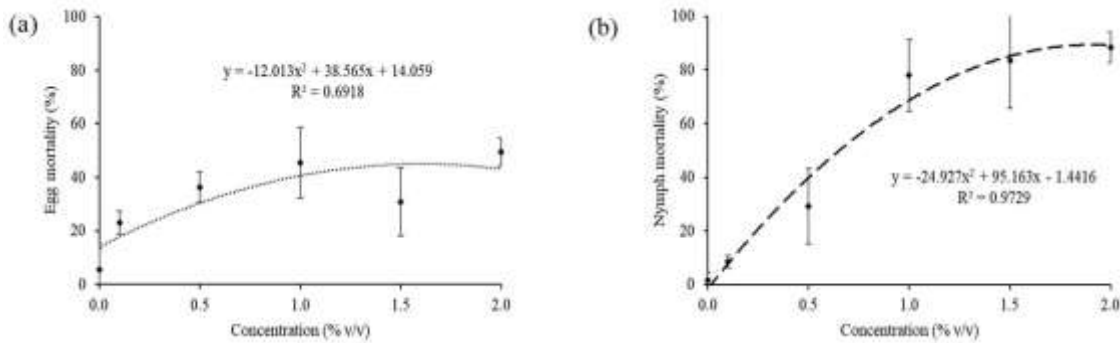 (a)
100
80
60
40
20
0
Egg mortality (%)
y = -12.013x² + 38.565x + 14.059
R² = 0.6918
0.0 0.5 1.0 1.5 2.0
Concentration (% v/v)
(b)
100
80
60
40
20
0
Nymph mortality (%)
y = -24.927x² + 95.163x - 1.4416
R² = 0.9729
0.0 0.5 1.0 1.5 2.0
Concentration (% v/v)